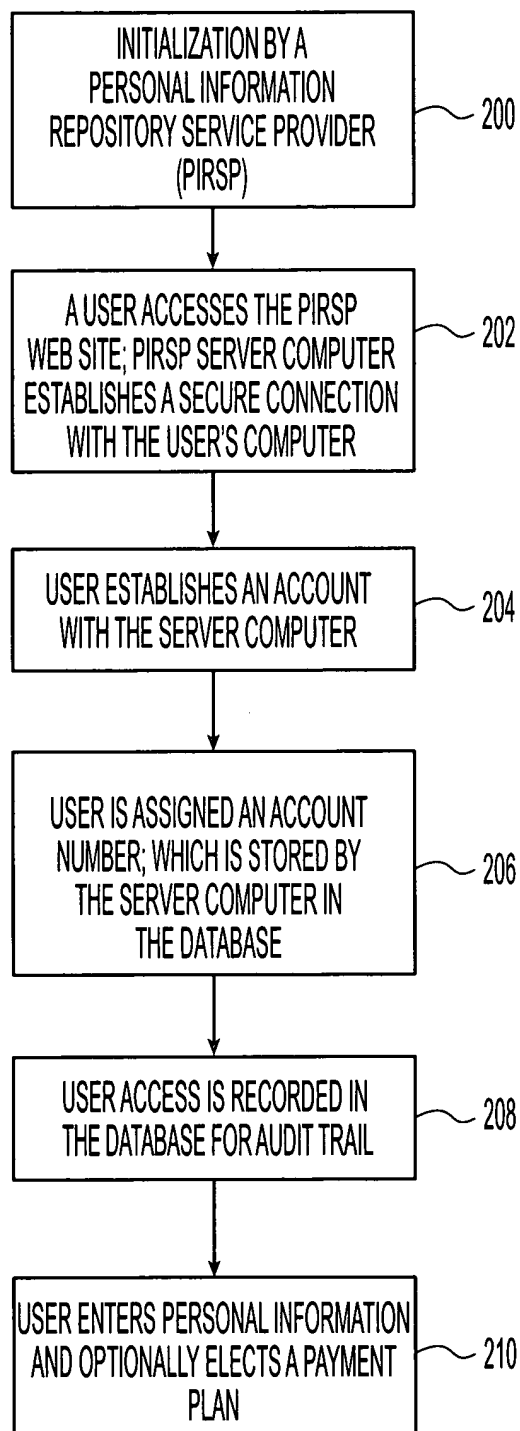 INITIALIZATION BY A
PERSONAL INFORMATION
REPOSITORY SERVICE PROVIDER
(PIRSP)
200
A USER ACCESSES THE PIRSP
WEB SITE; PIRSP SERVER COMPUTER
ESTABLISHES A SECURE CONNECTION
WITH THE USER'S COMPUTER
202
USER ESTABLISHES AN ACCOUNT
WITH THE SERVER COMPUTER
204
USER IS ASSIGNED AN ACCOUNT
NUMBER; WHICH IS STORED BY
THE SERVER COMPUTER IN
THE DATABASE
206
USER ACCESS IS RECORDED IN
THE DATABASE FOR AUDIT TRAIL
208
USER ENTERS PERSONAL INFORMATION
AND OPTIONALLY ELECTS A PAYMENT
PLAN
210